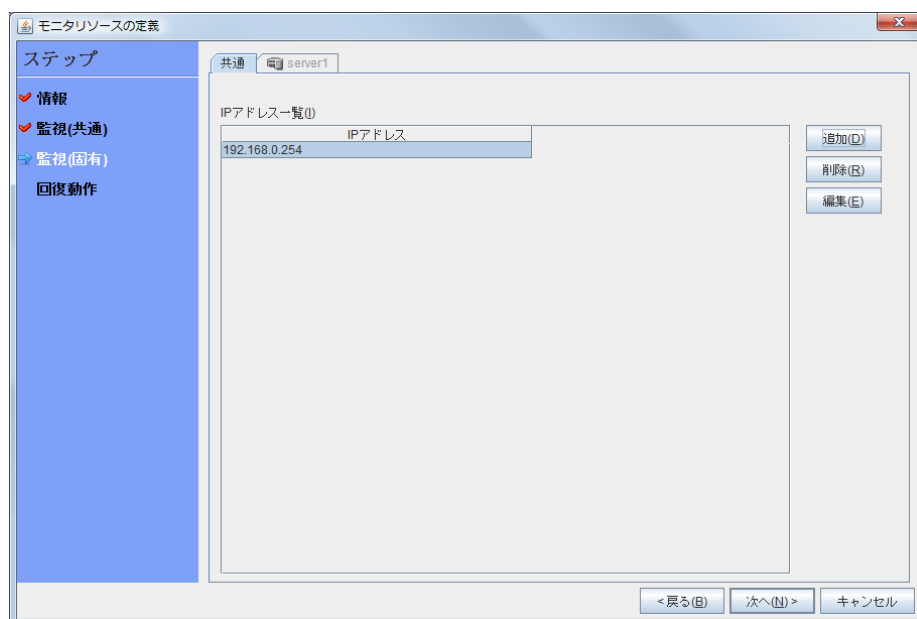 モニタリソースの定義
ステップ
情報
監視(共通)
監視(固有)
回復動作
共通 server1
IPアドレス一覧(I)
IPアドレス
192.168.0.254
追加(D)
削除(R)
編集(E)
<戻る(B) 次へ(N)> キャンセル